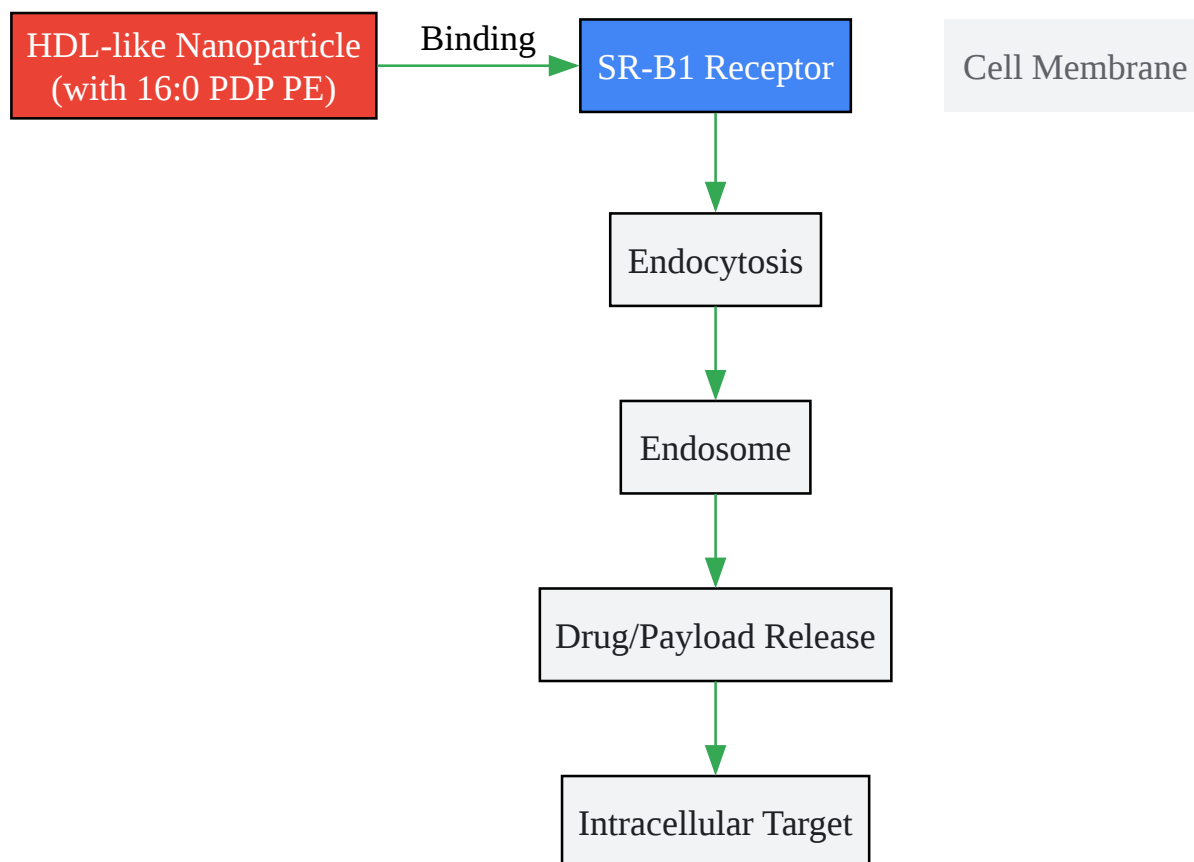 HDL-like Nanoparticle
(with 16:0 PDP PE)
Binding
SR-B1 Receptor
Cell Membrane
Endocytosis
Endosome
Drug/Payload Release
Intracellular Target